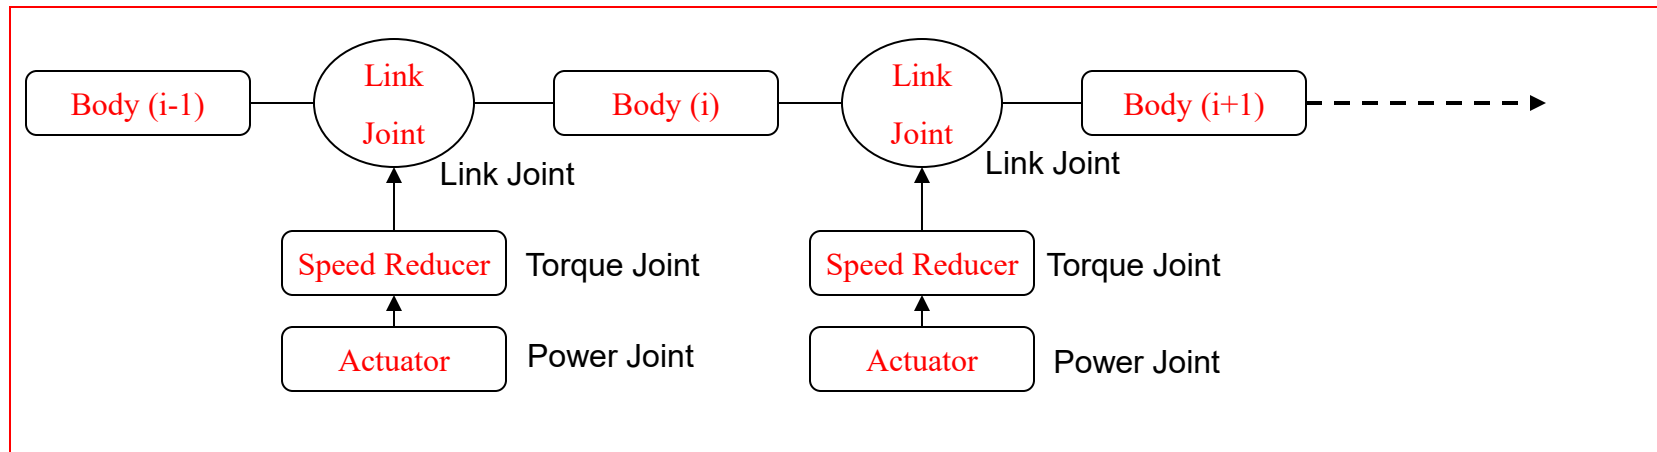 Body (i-1)
Link
Joint
Body (i)
Link
Joint
Body (i+1)
Link Joint
Link Joint
Speed Reducer
Torque Joint
Speed Reducer
Torque Joint
Actuator
Power Joint
Actuator
Power Joint